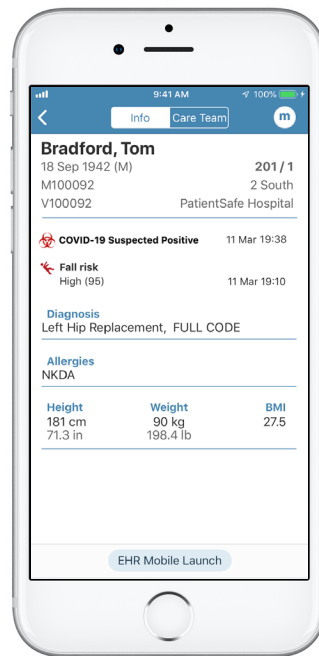 9:41 AM 100%
Info Care Team m
Bradford, Tom
18 Sep 1942 (M) 201 / 1
M100092 2 South
V100092 PatientSafe Hospital
COVID-19 Suspected Positive 11 Mar 19:38
Fall risk
High (95) 11 Mar 19:10
Diagnosis
Left Hip Replacement, FULL CODE
Allergies
NKDA
Height Weight BMI
181 cm 90 kg 27.5
71.3 in 198.4 lb
EHR Mobile Launch